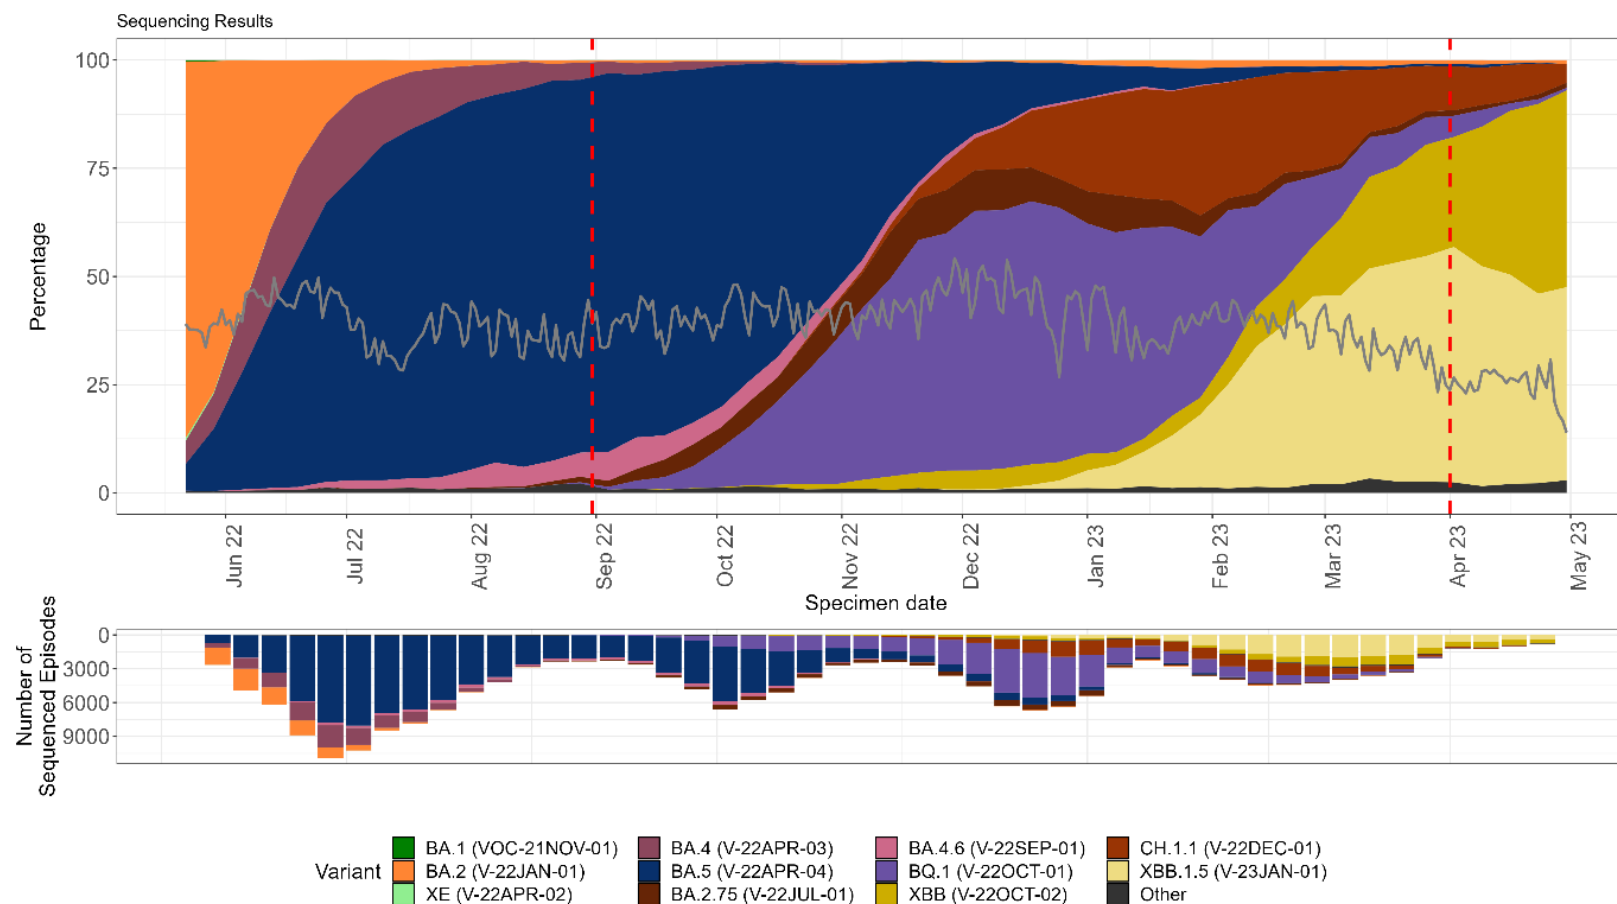 Sequencing Results
Percentage
100
75
50
25
0
Jun 22
Jul 22
Aug 22
Sep 22
Oct 22
Nov 22
Dec 22
Jan 23
Feb 23
Mar 23
Apr 23
May 23
Specimen date
Number of
Sequenced Episodes
0
3000
6000
9000
Variant
BA.1 (VOC-21NOV-01)
BA.2 (V-22JAN-01)
XE (V-22APR-02)
BA.4 (V-22APR-03)
BA.5 (V-22APR-04)
BA.2.75 (V-22JUL-01)
BA.4.6 (V-22SEP-01)
BQ.1 (V-22OCT-01)
XBB (V-22OCT-02)
CH.1.1 (V-22DEC-01)
XBB.1.5 (V-23JAN-01)
Other